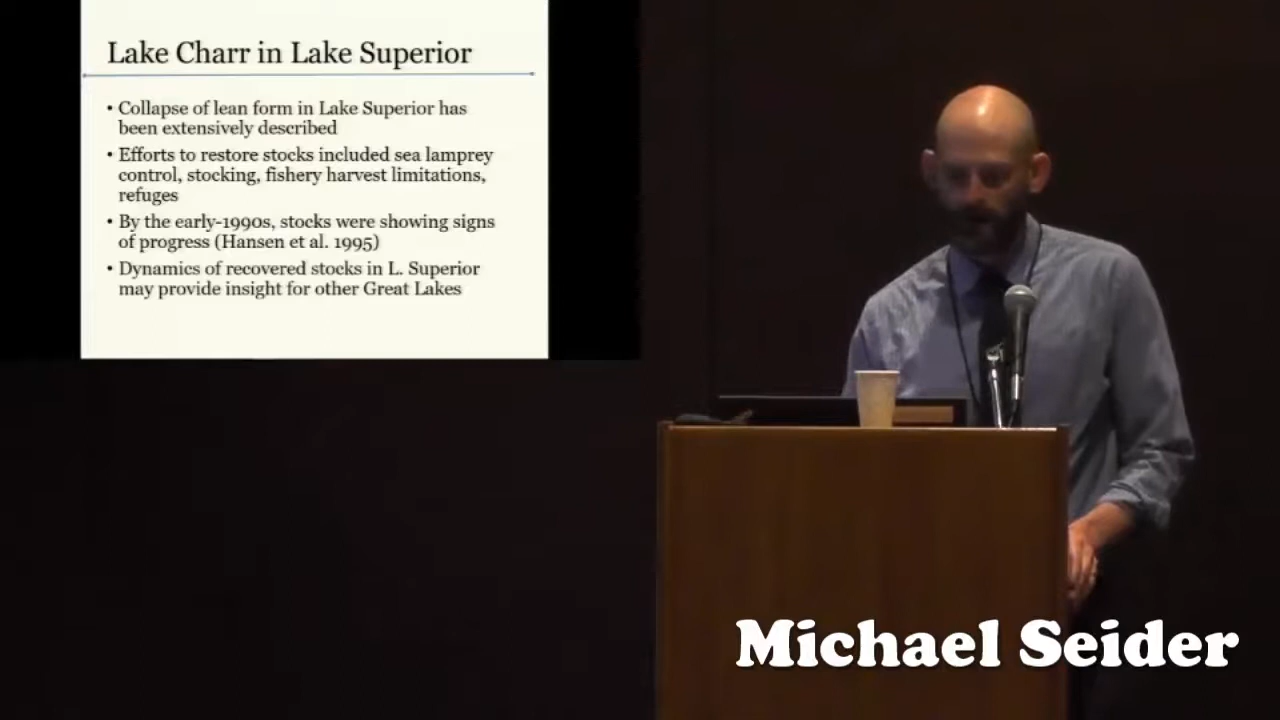 Lake Charr in Lake Superior
• Collapse of lean form in Lake Superior has
been extensively described
• Efforts to restore stocks included sea lamprey
control, stocking, fishery harvest limitations,
refuges
• By the early-1990s, stocks were showing signs
of progress (Hansen et al. 1995)
• Dynamics of recovered stocks in L. Superior
may provide insight for other Great Lakes
Michael Seider